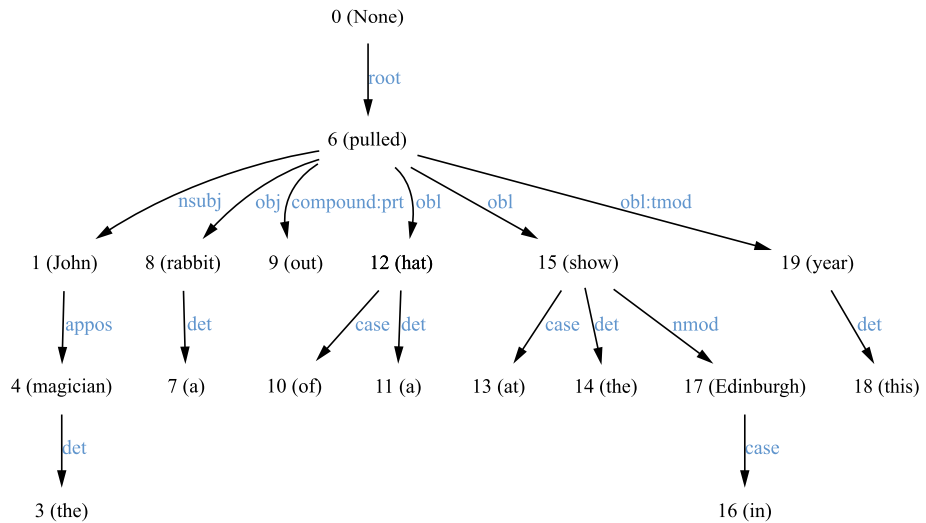 0 (None)
root
6 (pulled)
nsubj obj compound:prt obl obl obl:tmod
1 (John) 8 (rabbit) 9 (out) 12 (hat) 15 (show) 19 (year)
appos det case det case det nmod det
4 (magician) 7 (a) 10 (of) 11 (a) 13 (at) 14 (the) 17 (Edinburgh) 18 (this)
det case
3 (the) 16 (in)